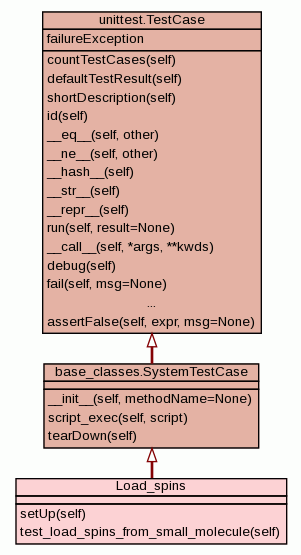 unittest.TestCase
failureException
countTestCases(self)
defaultTestResult(self)
shortDescription(self)
id(self)
__eq__(self, other)
__ne__(self, other)
__hash__(self)
__str__(self)
__repr__(self)
run(self, result=None)
__call__(self, *args, **kwds)
debug(self)
fail(self, msg=None)
...
assertFalse(self, expr, msg=None)
base_classes.SystemTestCase
__init__(self, methodName=None)
script_exec(self, script)
tearDown(self)
Load_spins
setUp(self)
test_load_spins_from_small_molecule(self)